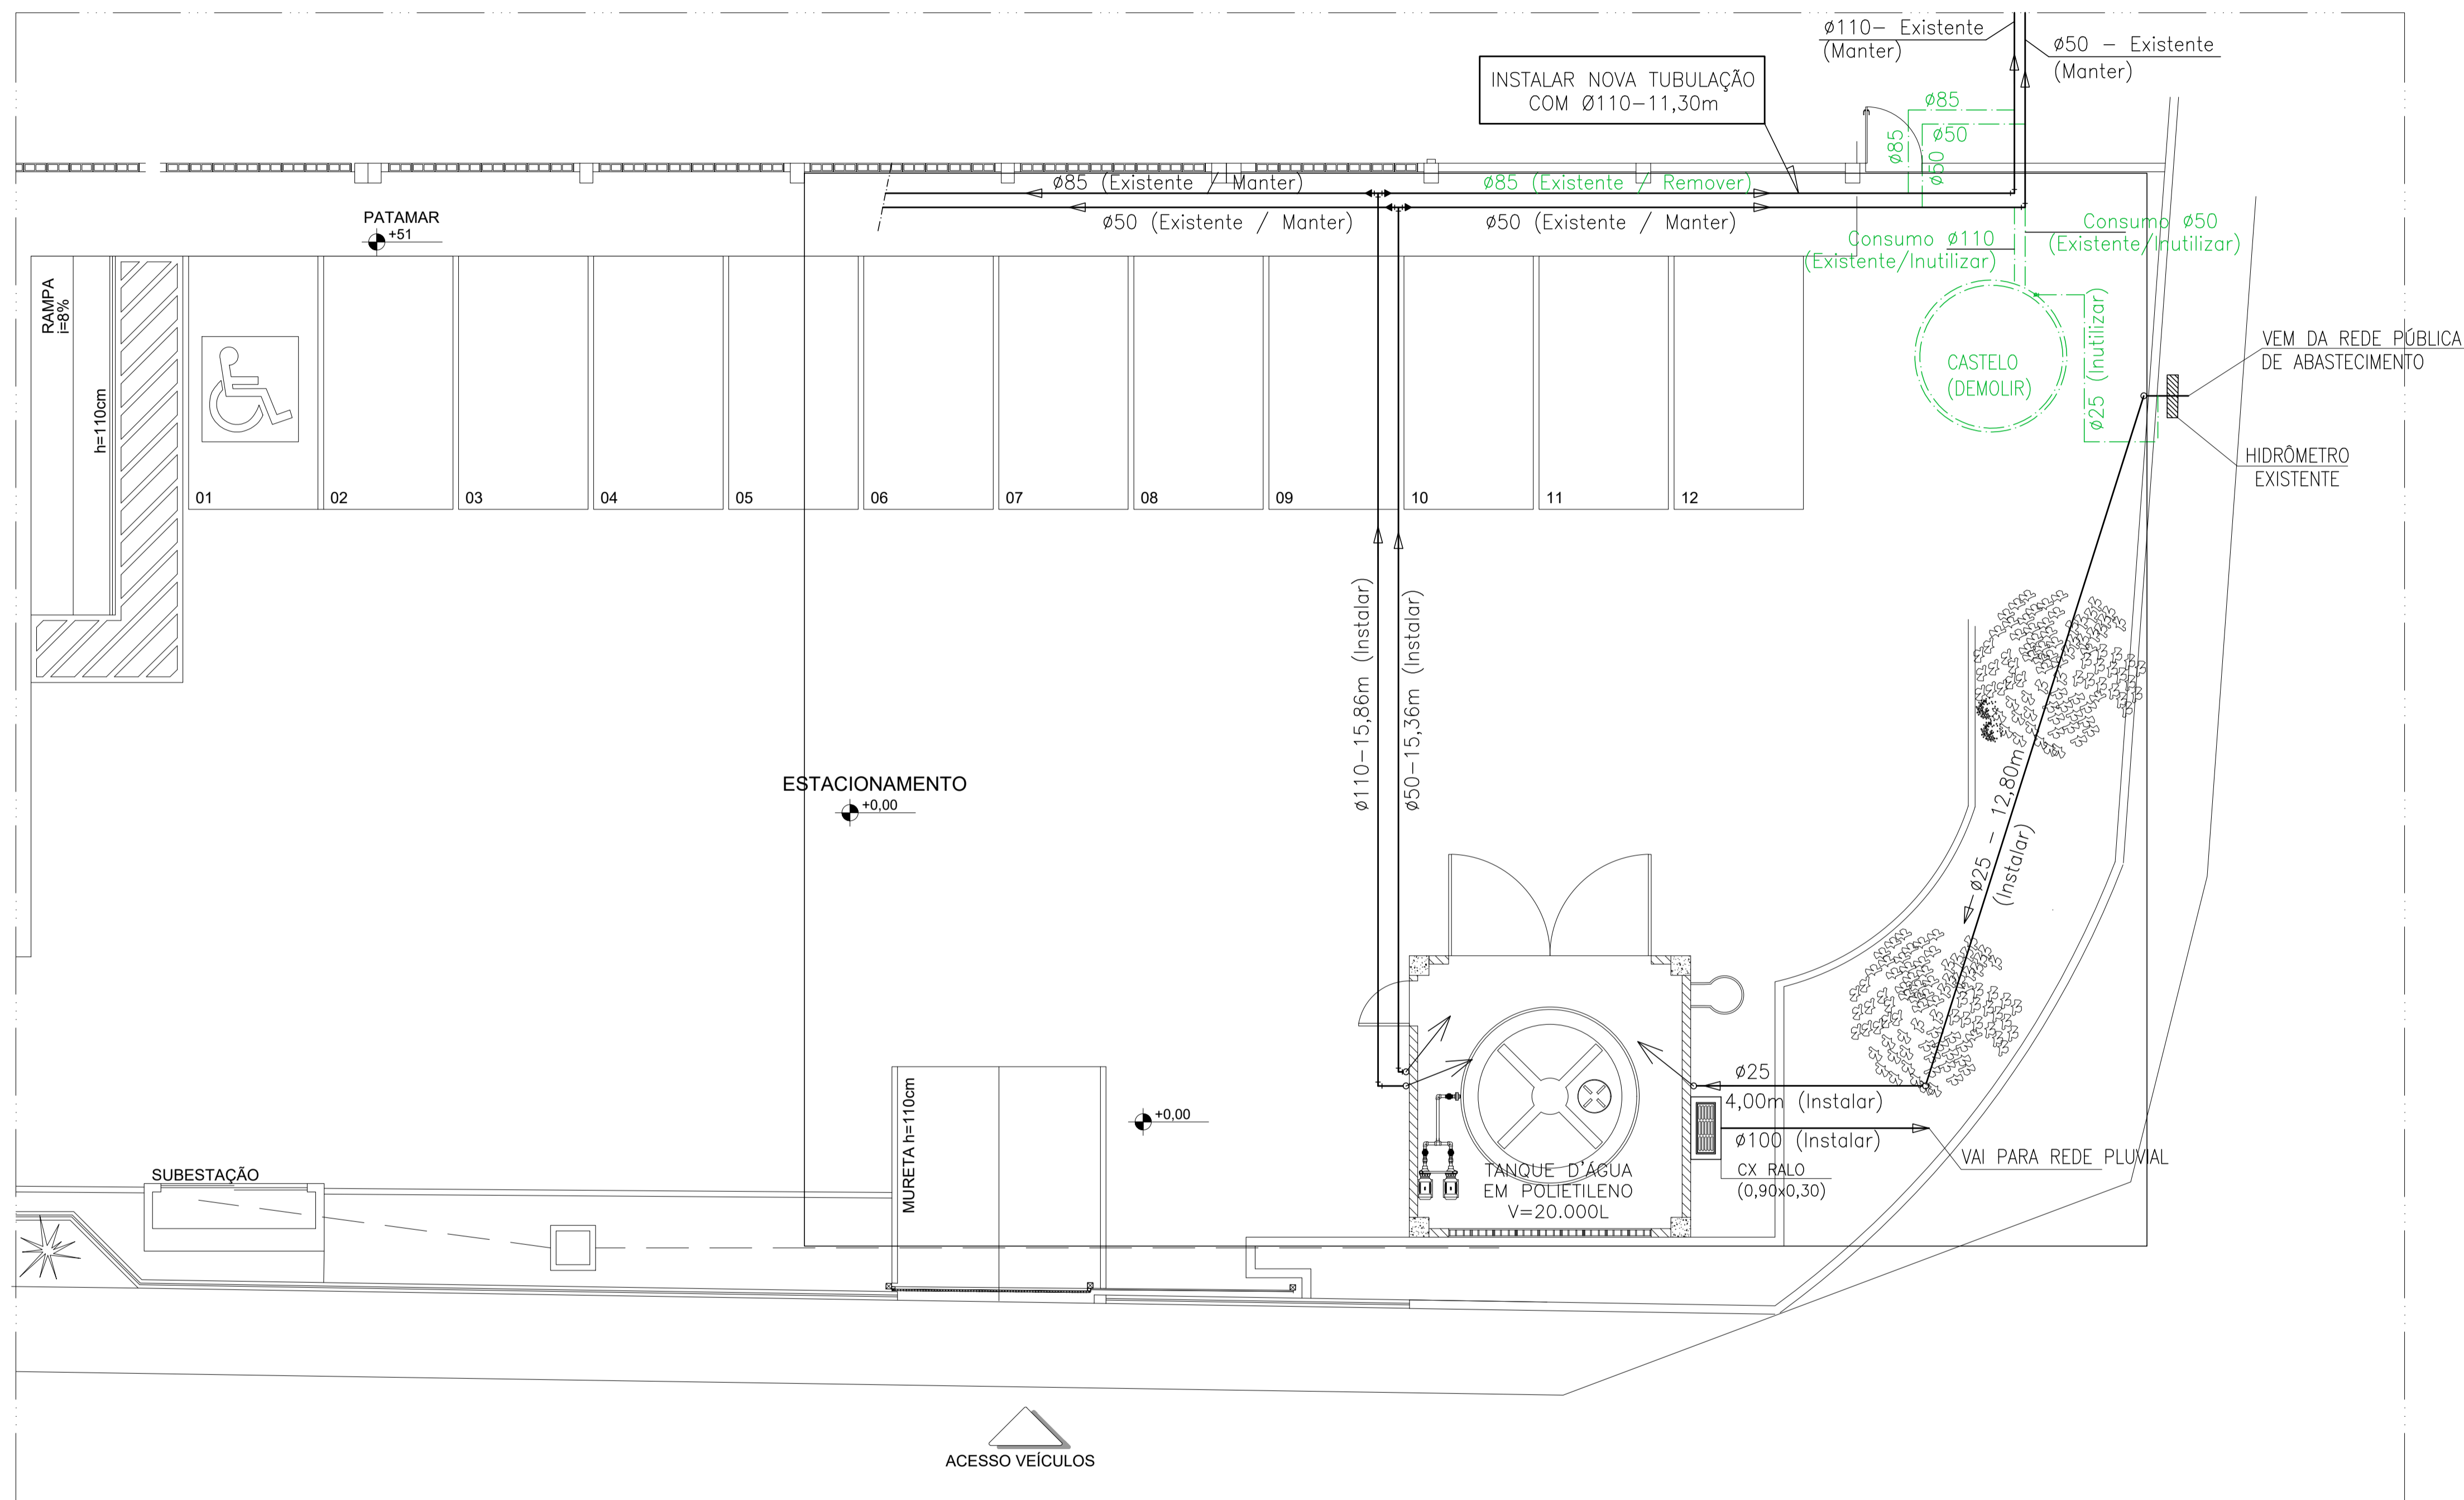 ø110- Existente
(Manter)
ø50 - Existente
(Manter)
INSTALAR NOVA TUBULAÇÃO
COM Ø110-11,30m
ø85
ø50
ø85
ø50
ø85 (Existente / Manter)
ø85 (Existente / Remover)
ø50 (Existente / Manter)
ø50 (Existente / Manter)
PATAMAR
+51
Consumo ø50
(Existente/Inutilizar)
Consumo ø110
(Existente/Inutilizar)
RAMPA
i=8%
h=110cm
CASTELO
(DEMOLIR)
ø25 (Inutilizar)
VEM DA REDE PÚBLICA
DE ABASTECIMENTO
HIDRÔMETRO
EXISTENTE
01
02
03
04
05
06
07
08
09
10
11
12
ø110-15,86m (Instalar)
ø50-15,36m (Instalar)
ESTACIONAMENTO
+0,00
ø25 - 12,80m
(Instalar)
MURETA h=110cm
+0,00
ø25
4,00m (Instalar)
ø100 (Instalar)
VAI PARA REDE PLUVIAL
CX RALO
(0,90x0,30)
TANQUE D'ÁGUA
EM POLIETILENO
V=20.000L
SUBESTAÇÃO
ACESSO VEÍCULOS